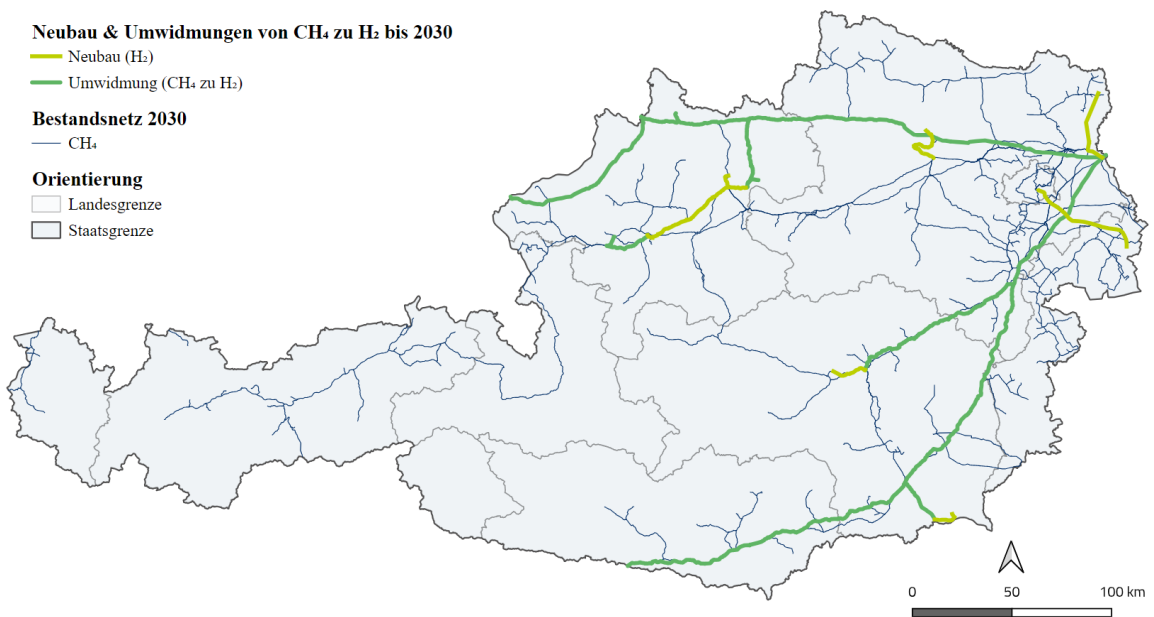 Neubau & Umwidmungen von CH₄ zu H₂ bis 2030
Neubau (H₂)
Umwidmung (CH₄ zu H₂)
Bestandsnetz 2030
CH₄
Orientierung
Landesgrenze
Staatsgrenze
0 50 100 km